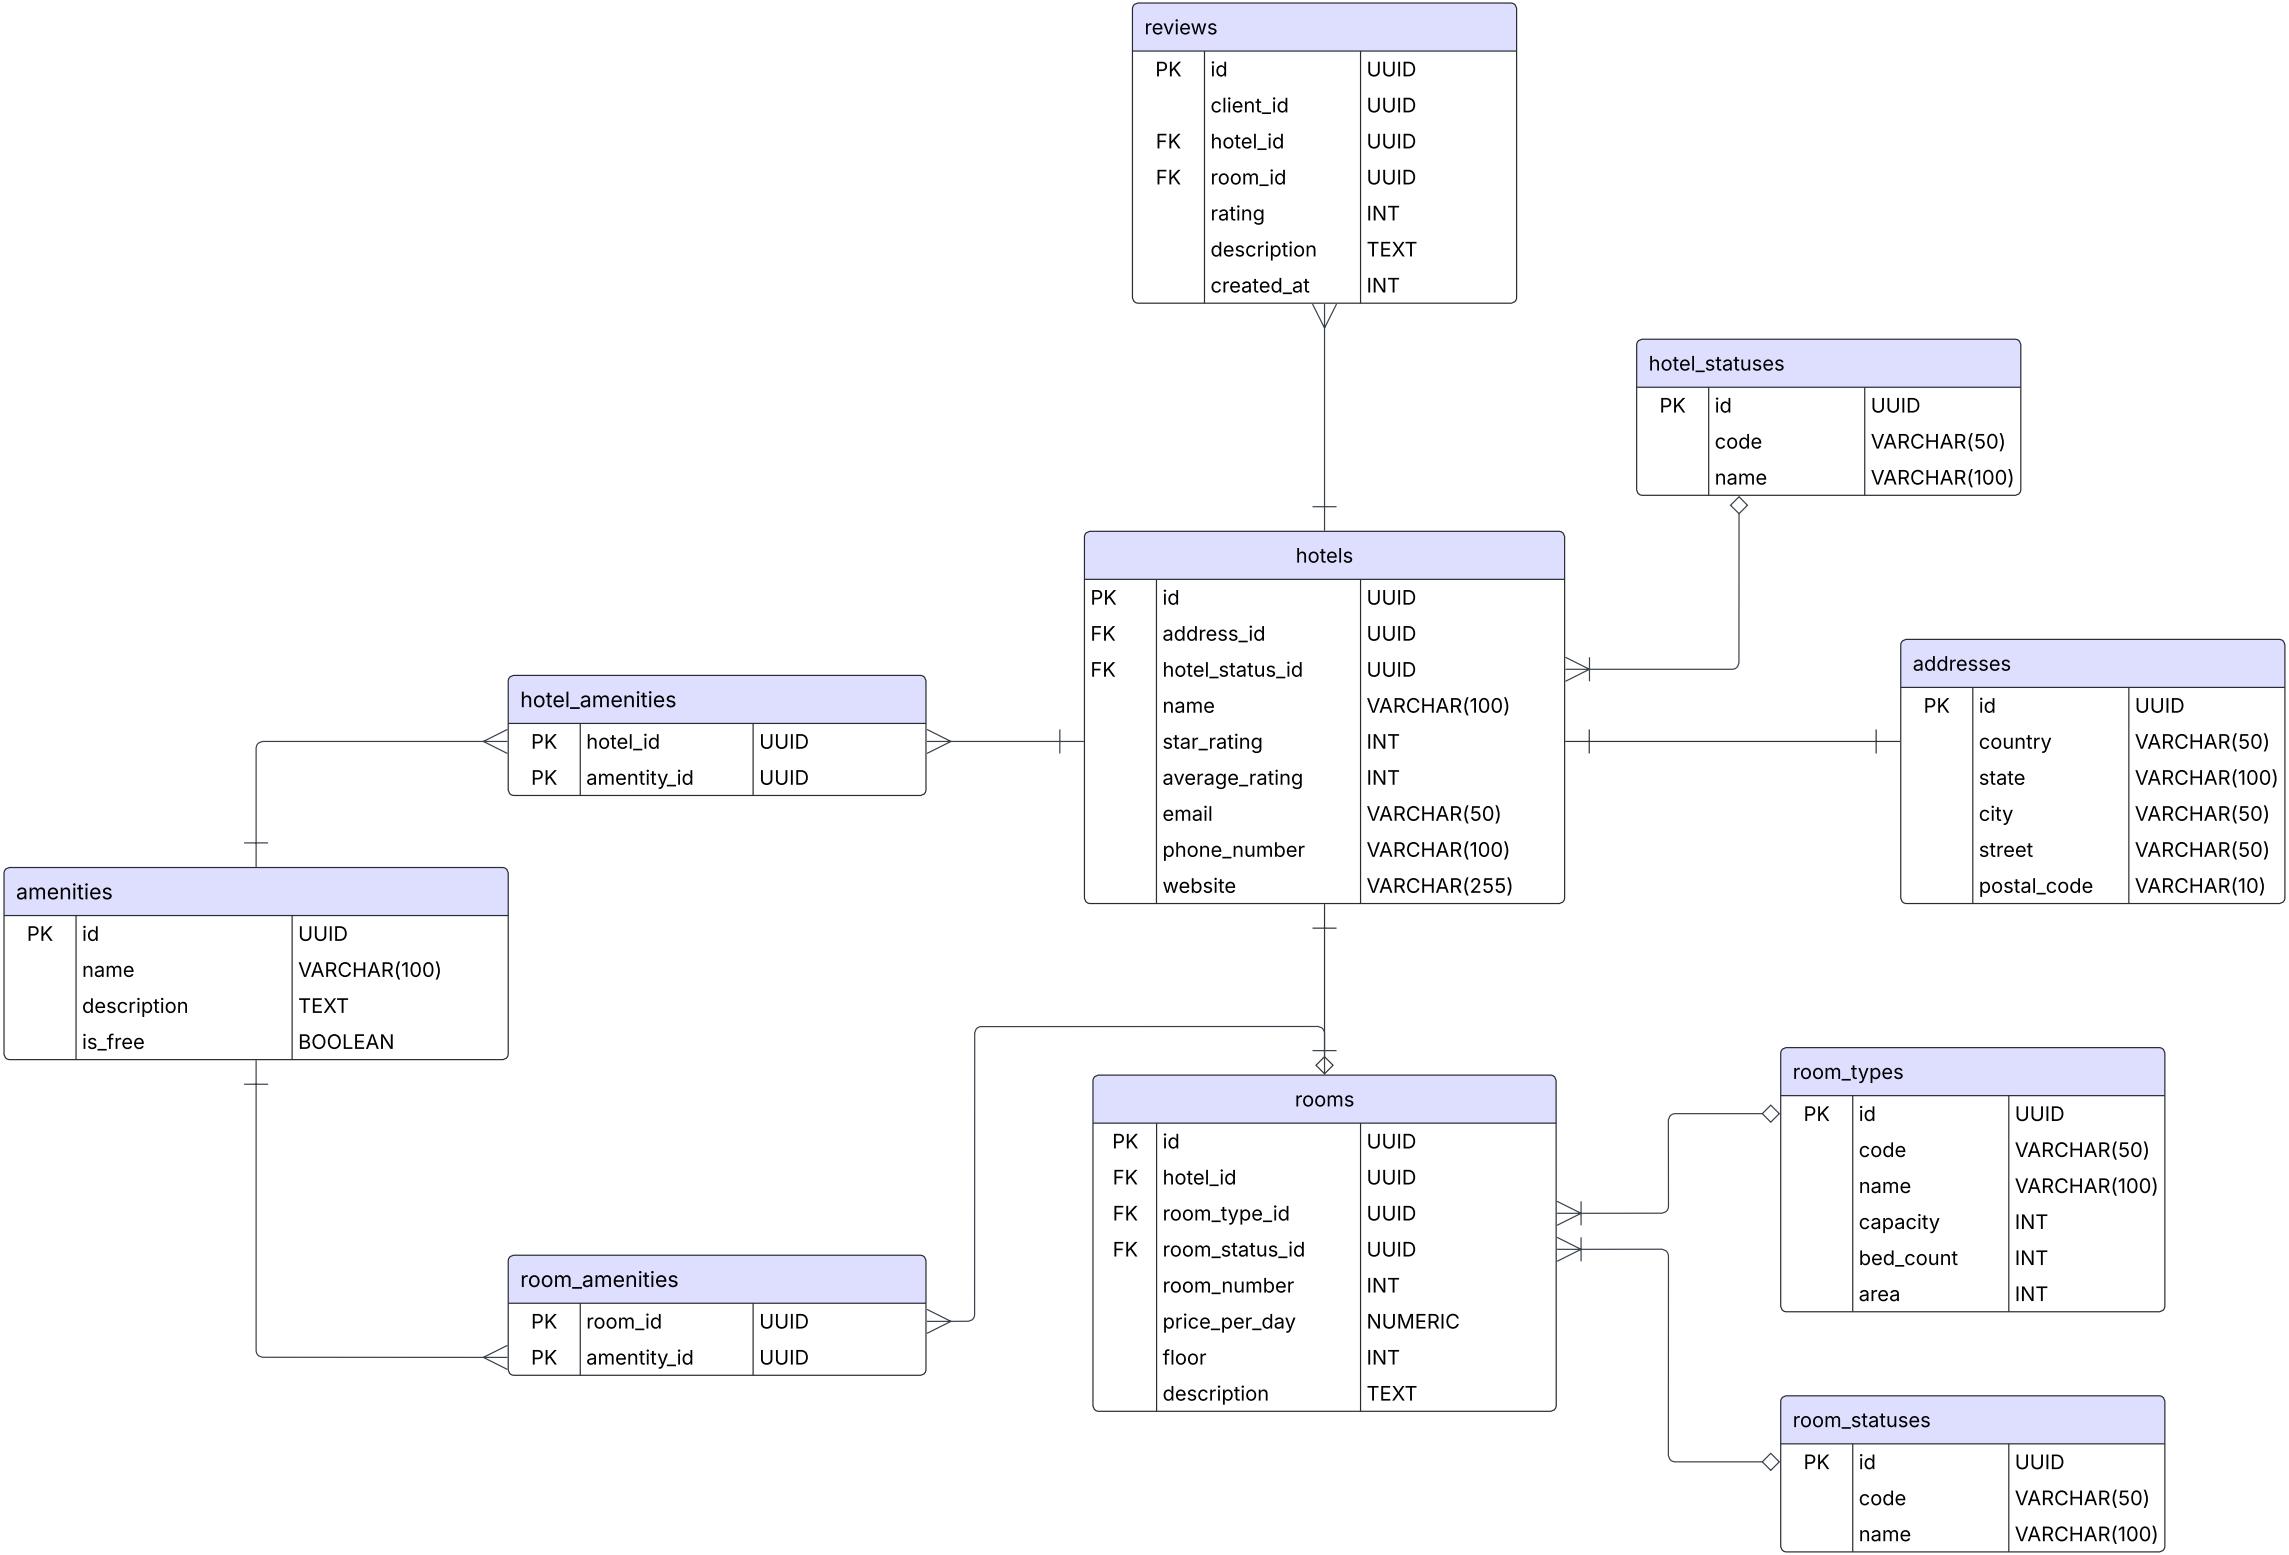 reviews
PK id UUID
client_id UUID
FK hotel_id UUID
FK room_id UUID
rating INT
description TEXT
created_at INT
hotel_statuses
PK id UUID
code VARCHAR(50)
name VARCHAR(100)
hotels
PK id UUID
FK address_id UUID
FK hotel_status_id UUID
name VARCHAR(100)
star_rating INT
average_rating INT
email VARCHAR(50)
phone_number VARCHAR(100)
website VARCHAR(255)
addresses
PK id UUID
country VARCHAR(50)
state VARCHAR(100)
city VARCHAR(50)
street VARCHAR(50)
postal_code VARCHAR(10)
hotel_amenities
PK hotel_id UUID
PK amentity_id UUID
amenities
PK id UUID
name VARCHAR(100)
description TEXT
is_free BOOLEAN
room_amenities
PK room_id UUID
PK amentity_id UUID
rooms
PK id UUID
FK hotel_id UUID
FK room_type_id UUID
FK room_status_id UUID
room_number INT
price_per_day NUMERIC
floor INT
description TEXT
room_types
PK id UUID
code VARCHAR(50)
name VARCHAR(100)
capacity INT
bed_count INT
area INT
room_statuses
PK id UUID
code VARCHAR(50)
name VARCHAR(100)